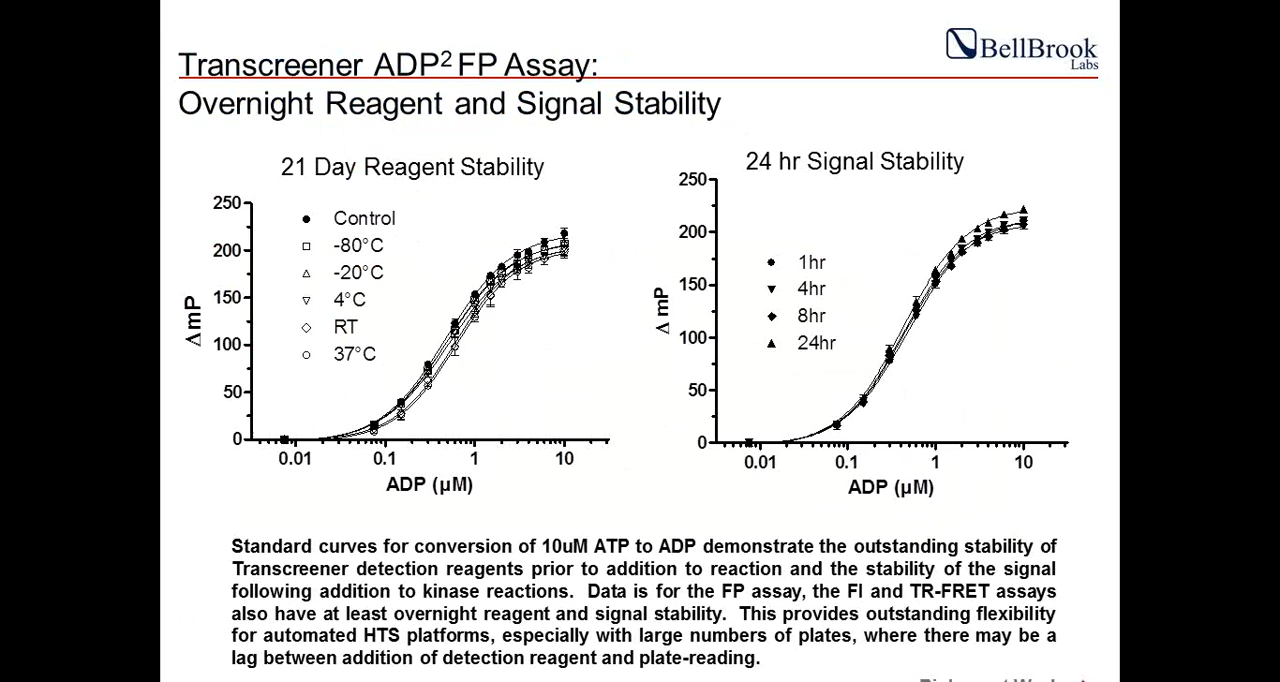 BellBrook
Labs
Transcreener ADP² FP Assay:
Overnight Reagent and Signal Stability
21 Day Reagent Stability
250
200
150
100
50
0
Δ mP
Control
-80°C
-20°C
4°C
RT
37°C
0.01 0.1 1 10
ADP (µM)
24 hr Signal Stability
250
200
150
100
50
0
Δ mP
1hr
4hr
8hr
24hr
0.01 0.1 1 10
ADP (µM)
Standard curves for conversion of 10uM ATP to ADP demonstrate the outstanding stability of
Transcreener detection reagents prior to addition to reaction and the stability of the signal
following addition to kinase reactions. Data is for the FP assay, the FI and TR-FRET assays
also have at least overnight reagent and signal stability. This provides outstanding flexibility
for automated HTS platforms, especially with large numbers of plates, where there may be a
lag between addition of detection reagent and plate-reading.